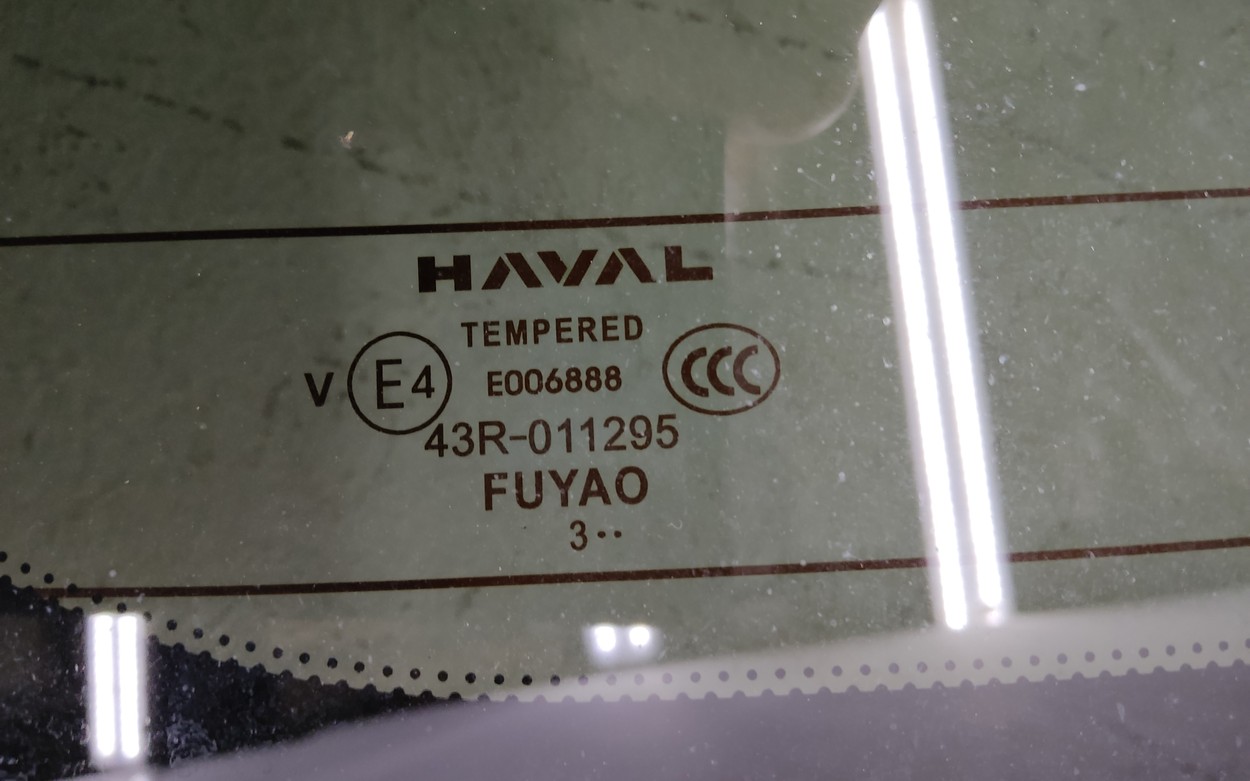 HAVAL
TEMPERED
V E4 E006888 CCC
43R-011295
FUYAO
3··